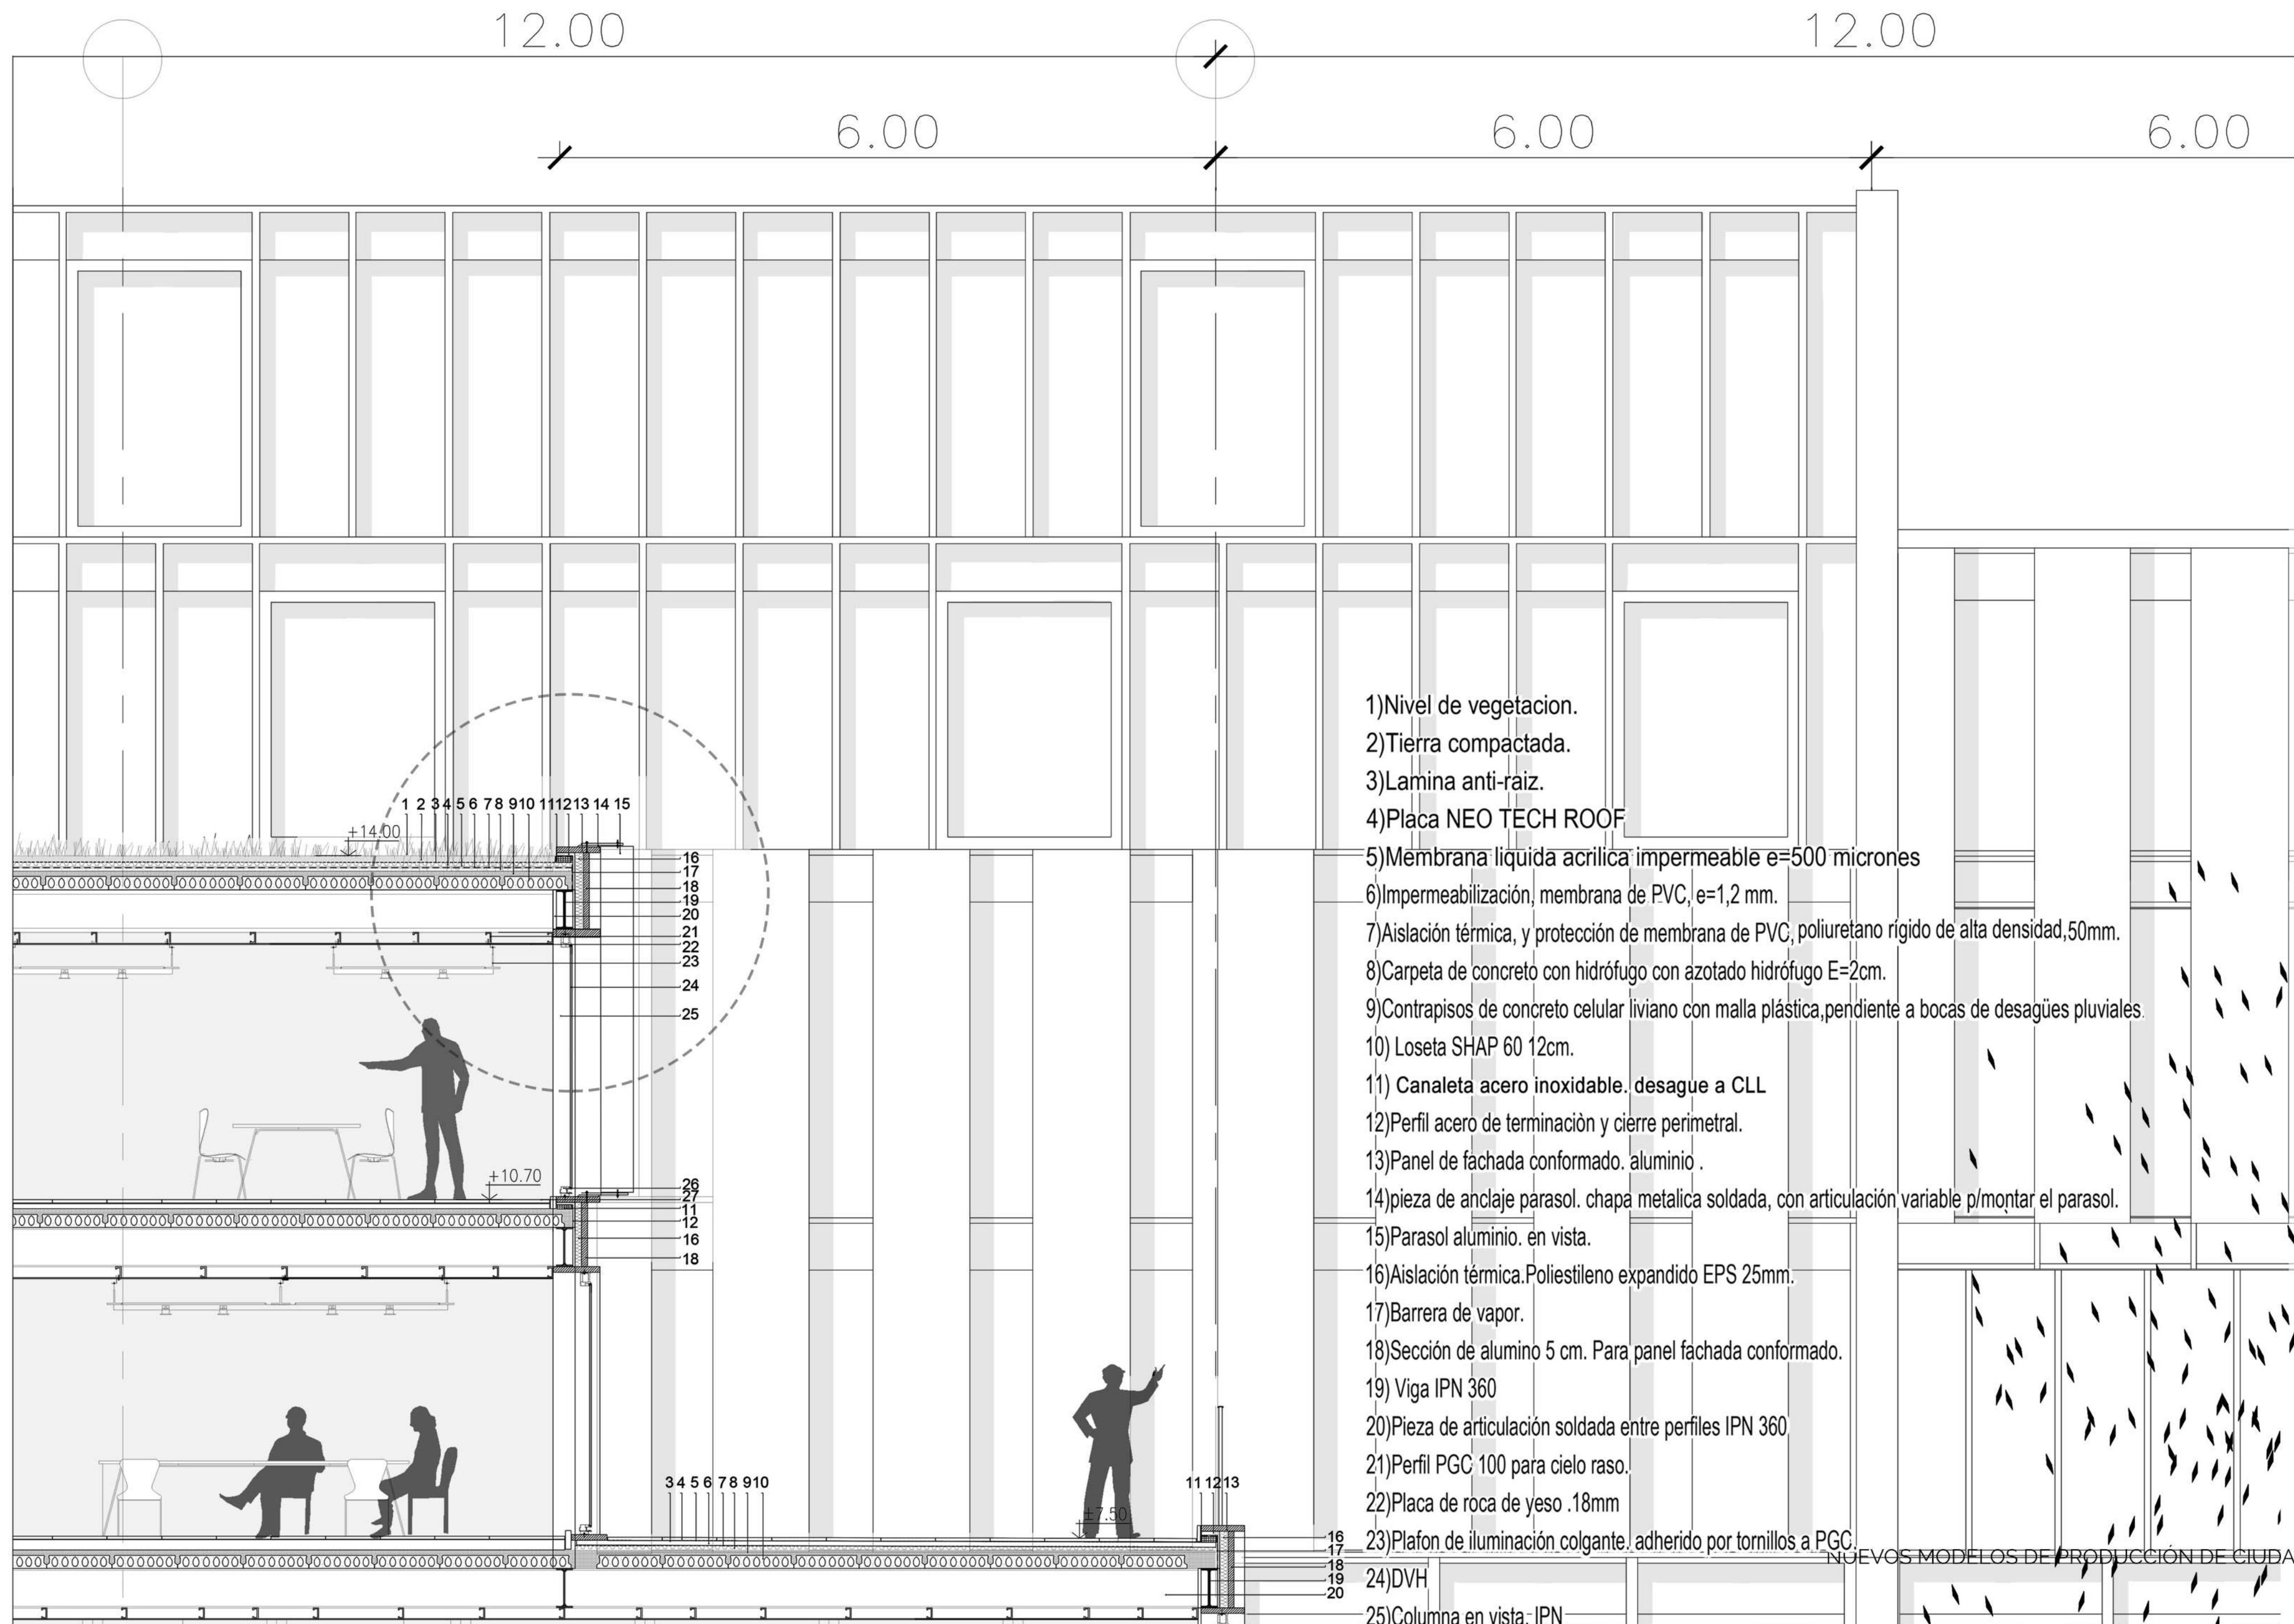 12.00
12.00
6.00
6.00
6.00
1)Nivel de vegetacion.
2)Tierra compactada.
3)Lamina anti-raiz.
1 2 3 4 5 6 7 8 9 10 11 12 13 14 15
4)Placa NEO TECH ROOF
+14.00
5)Membrana liquida acrilica impermeable e=500 micrones
16
17
18
19
20
21
22
23
24
25
6)Impermeabilización, membrana de PVC, e=1,2 mm.
7)Aislación térmica, y protección de membrana de PVC, poliuretano rígido de alta densidad,50mm.
8)Carpeta de concreto con hidrófugo con azotado hidrófugo E=2cm.
9)Contrapisos de concreto celular liviano con malla plástica,pendiente a bocas de desagües pluviales.
10) Loseta SHAP 60 12cm.
11) Canaleta acero inoxidable. desague a CLL
12)Perfil acero de terminaciòn y cierre perimetral.
13)Panel de fachada conformado. aluminio .
+10.70
26
27
11
12
16
18
14)pieza de anclaje parasol. chapa metalica soldada, con articulación variable p/montar el parasol.
15)Parasol aluminio. en vista.
16)Aislación térmica.Poliestileno expandido EPS 25mm.
17)Barrera de vapor.
18)Sección de alumino 5 cm. Para panel fachada conformado.
19) Viga IPN 360
20)Pieza de articulación soldada entre perfiles IPN 360
21)Perfil PGC 100 para cielo raso.
3 4 5 6 7 8 9 10
11 12 13
22)Placa de roca de yeso .18mm
+7.50
16
17
18
19
20
23)Plafon de iluminación colgante. adherido por tornillos a PGC.
NUEVOS MODELOS DE PRODUCCIÓN DE CIUDA
24)DVH
25)Columna en vista. IPN